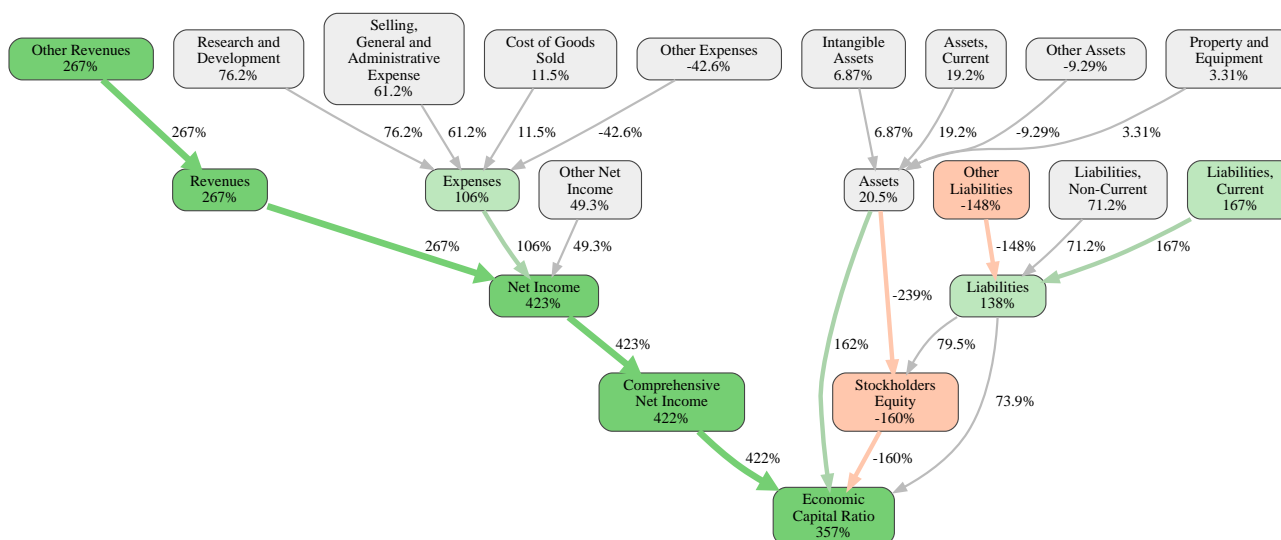 Other Revenues
267%
Research and
Development
76.2%
Selling,
General and
Administrative
Expense
61.2%
Cost of Goods
Sold
11.5%
Other Expenses
-42.6%
Intangible
Assets
6.87%
Assets,
Current
19.2%
Other Assets
-9.29%
Property and
Equipment
3.31%
267%
76.2%
61.2%
11.5%
-42.6%
6.87%
19.2%
-9.29%
3.31%
Revenues
267%
Expenses
106%
Other Net
Income
49.3%
Assets
20.5%
Other
Liabilities
-148%
Liabilities,
Non-Current
71.2%
Liabilities,
Current
167%
267%
106%
49.3%
-148%
71.2%
167%
Net Income
423%
-239%
Liabilities
138%
423%
162%
79.5%
73.9%
Comprehensive
Net Income
422%
Stockholders
Equity
-160%
422%
-160%
Economic
Capital Ratio
357%